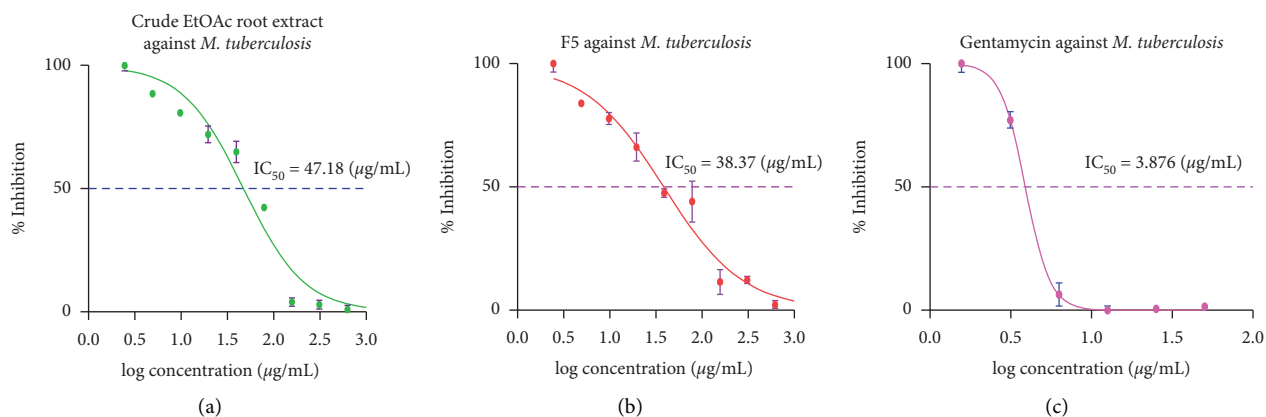 Crude EtOAc root extract
against M. tuberculosis
100
50
0
% Inhibition
IC50 = 47.18 (µg/mL)
0.0 0.5 1.0 1.5 2.0 2.5 3.0
log concentration (µg/mL)
(a)
F5 against M. tuberculosis
100
50
0
% Inhibition
IC50 = 38.37 (µg/mL)
0.0 0.5 1.0 1.5 2.0 2.5 3.0
log concentration (µg/mL)
(b)
Gentamycin against M. tuberculosis
100
50
0
% Inhibition
IC50 = 3.876 (µg/mL)
0.0 0.5 1.0 1.5 2.0
log concentration (µg/mL)
(c)